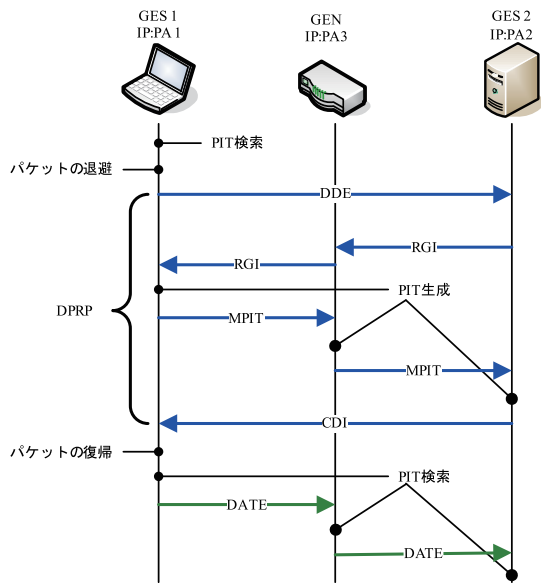 GES 1
IP:PA 1
GEN
IP:PA3
GES 2
IP:PA2
PIT検索
パケットの退避
DDE
RGI
RGI
PIT生成
DPRP
MPIT
MPIT
CDI
パケットの復帰
PIT検索
DATE
DATE